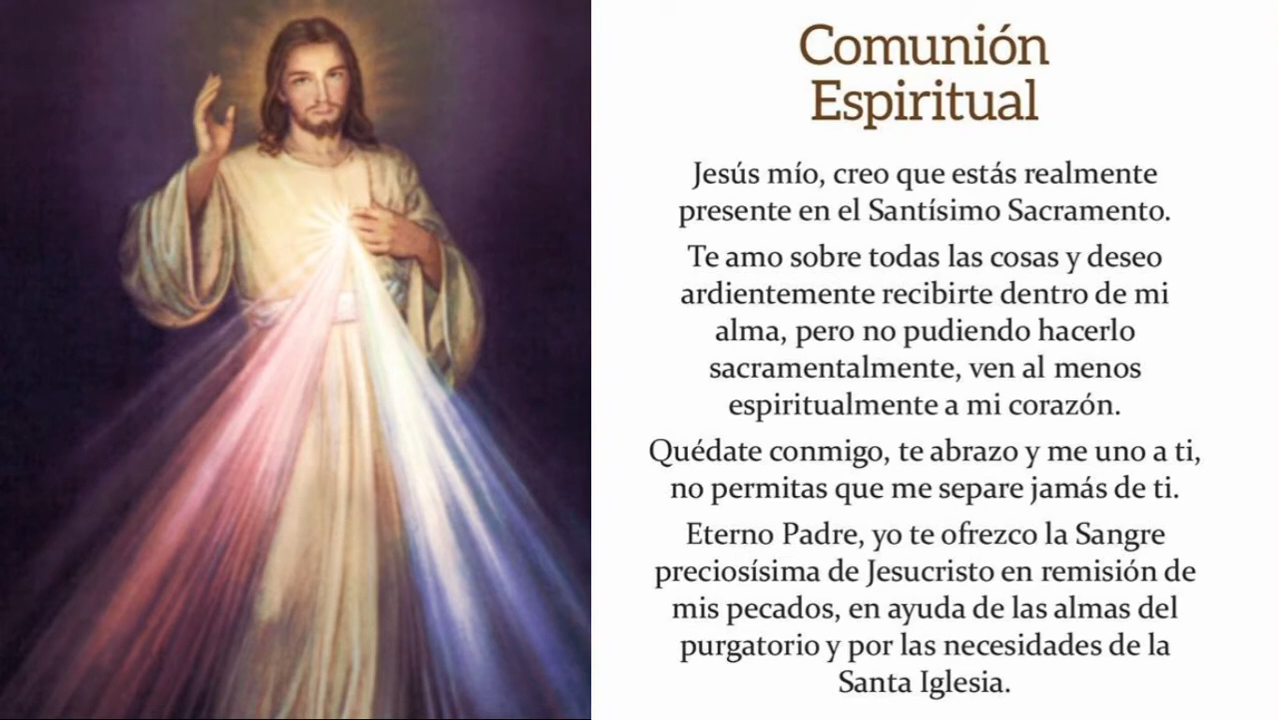 Comunión
Espiritual
Jesús mío, creo que estás realmente
presente en el Santísimo Sacramento.
Te amo sobre todas las cosas y deseo
ardientemente recibirte dentro de mi
alma, pero no pudiendo hacerlo
sacramentalmente, ven al menos
espiritualmente a mi corazón.
Quédate conmigo, te abrazo y me uno a ti,
no permitas que me separe jamás de ti.
Eterno Padre, yo te ofrezco la Sangre
preciosísima de Jesucristo en remisión de
mis pecados, en ayuda de las almas del
purgatorio y por las necesidades de la
Santa Iglesia.